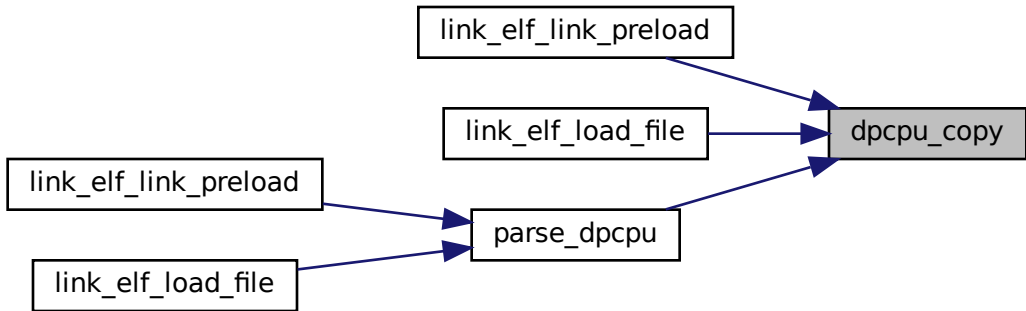 link_elf_link_preload
link_elf_load_file
dpcpu_copy
link_elf_link_preload
parse_dpcpu
link_elf_load_file